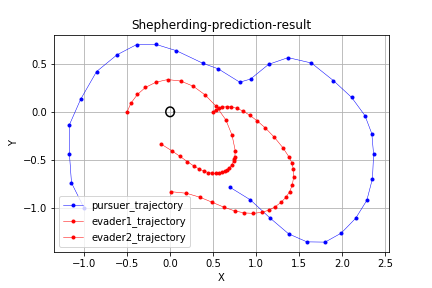 Shepherding-prediction-result
Y
0.5
0.0
−0.5
−1.0
pursuer_trajectory
evader1_trajectory
evader2_trajectory
−1.0 −0.5 0.0 0.5 1.0 1.5 2.0 2.5
X